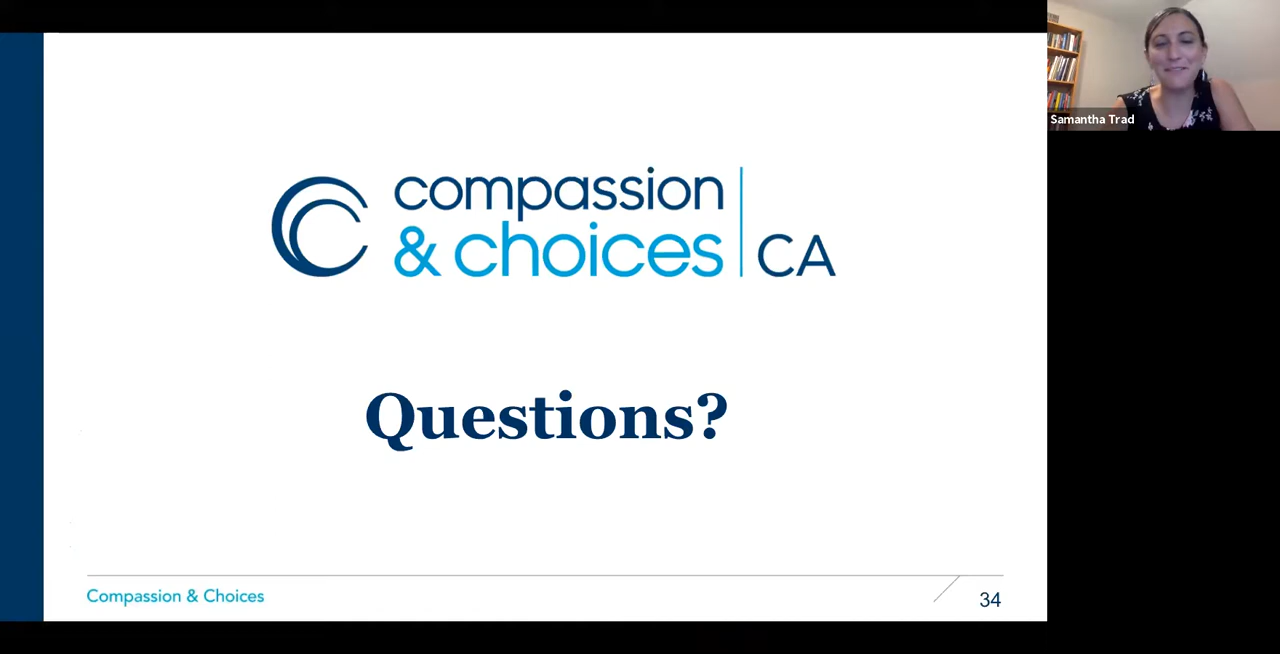 Samantha Trad
compassion
& choices | CA
Questions?
Compassion & Choices
34